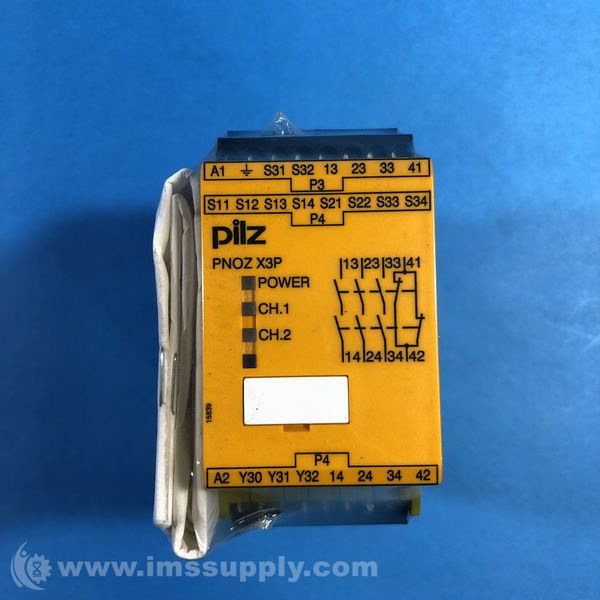 A1 ⏚ S31 S32 13 23 33 41
P3
S11 S12 S13 S14 S21 S22 S33 S34
P4
pilz
PNOZ X3P
POWER
CH.1
CH.2
13 23 33 41
14 24 34 42
15839
P4
A2 Y30 Y31 Y32 14 24 34 42
www.imssupply.com/